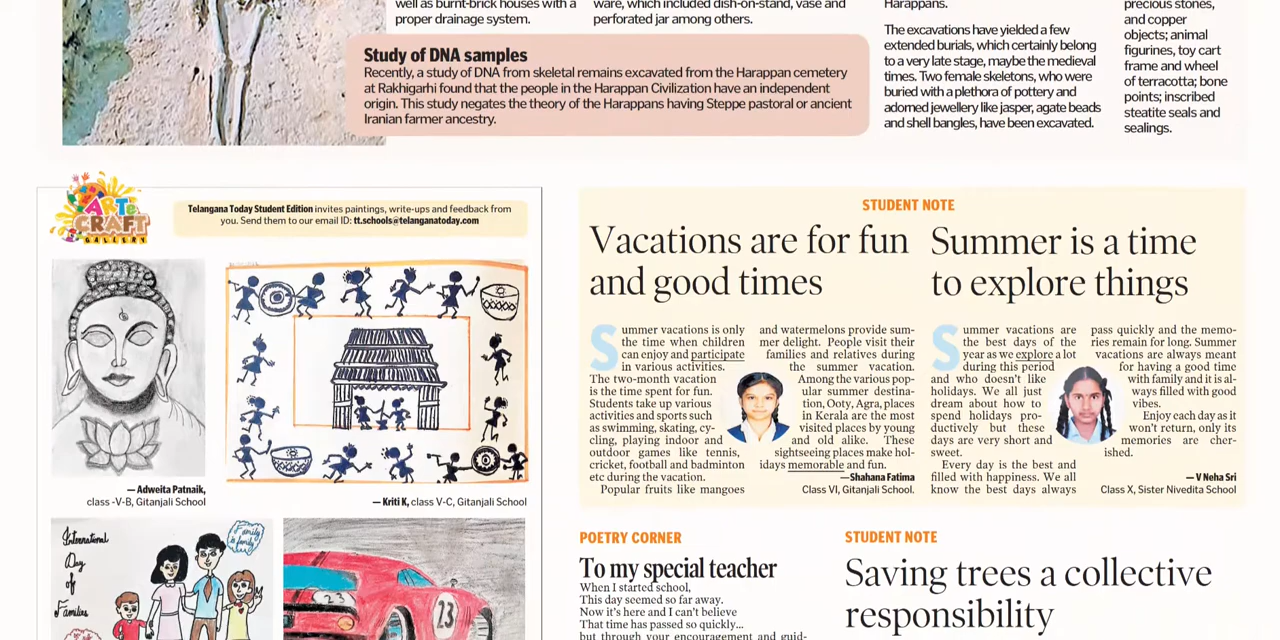 well as burnt-brick houses with a
proper drainage system.
ware, which included dish-on-stand, vase and
perforated jar among others.
Study of DNA samples
Recently, a study of DNA from skeletal remains excavated from the Harappan cemetery
at Rakhigarhi found that the people in the Harappan Civilization have an independent
origin. This study negates the theory of the Harappans having Steppe pastoral or ancient
Iranian farmer ancestry.
Harappans.
The excavations have yielded a few
extended burials, which certainly belong
to a very late stage, maybe the medieval
times. Two female skeletons, who were
buried with a plethora of pottery and
adorned jewellery like jasper, agate beads
and shell bangles, have been excavated.
precious stones,
and copper
objects; animal
figurines, toy cart
frame and wheel
of terracotta; bone
points; inscribed
steatite seals and
sealings.
ARTe
CRAFT
GALLERY
Telangana Today Student Edition invites paintings, write-ups and feedback from
you. Send them to our email ID: tt.schools@telanganatoday.com
— Adweita Patnaik,
class -V-B, Gitanjali School
— Kriti K, class V-C, Gitanjali School
International
Day
of
Families
Family
is family
23
23
STUDENT NOTE
Vacations are for fun
and good times
Summer vacations is only
the time when children
can enjoy and participate
in various activities.
The two-month vacation
is the time spent for fun.
Students take up various
activities and sports such
as swimming, skating, cy-
cling, playing indoor and
outdoor games like tennis,
cricket, football and badminton
etc during the vacation.
Popular fruits like mangoes
and watermelons provide sum-
mer delight. People visit their
families and relatives during
the summer vacation.
Among the various pop-
ular summer destina-
tion, Ooty, Agra, places
in Kerala are the most
visited places by young
and old alike. These
sightseeing places make hol-
idays memorable and fun.
—Shahana Fatima
Class VI, Gitanjali School.
Summer is a time
to explore things
Summer vacations are
the best days of the
year as we explore a lot
during this period
and who doesn't like
holidays. We all just
dream about how to
spend holidays pro-
ductively but these
days are very short and
sweet.
Every day is the best and
filled with happiness. We all
know the best days always
pass quickly and the memo-
ries remain for long. Summer
vacations are always meant
for having a good time
with family and it is al-
ways filled with good
vibes.
Enjoy each day as it
won't return, only its
memories are cher-
ished.
— V Neha Sri
Class X, Sister Nivedita School
POETRY CORNER
To my special teacher
When I started school,
This day seemed so far away.
Now it's here and I can't believe
That time has passed so quickly...
but through your encouragement and guid-
STUDENT NOTE
Saving trees a collective
responsibility